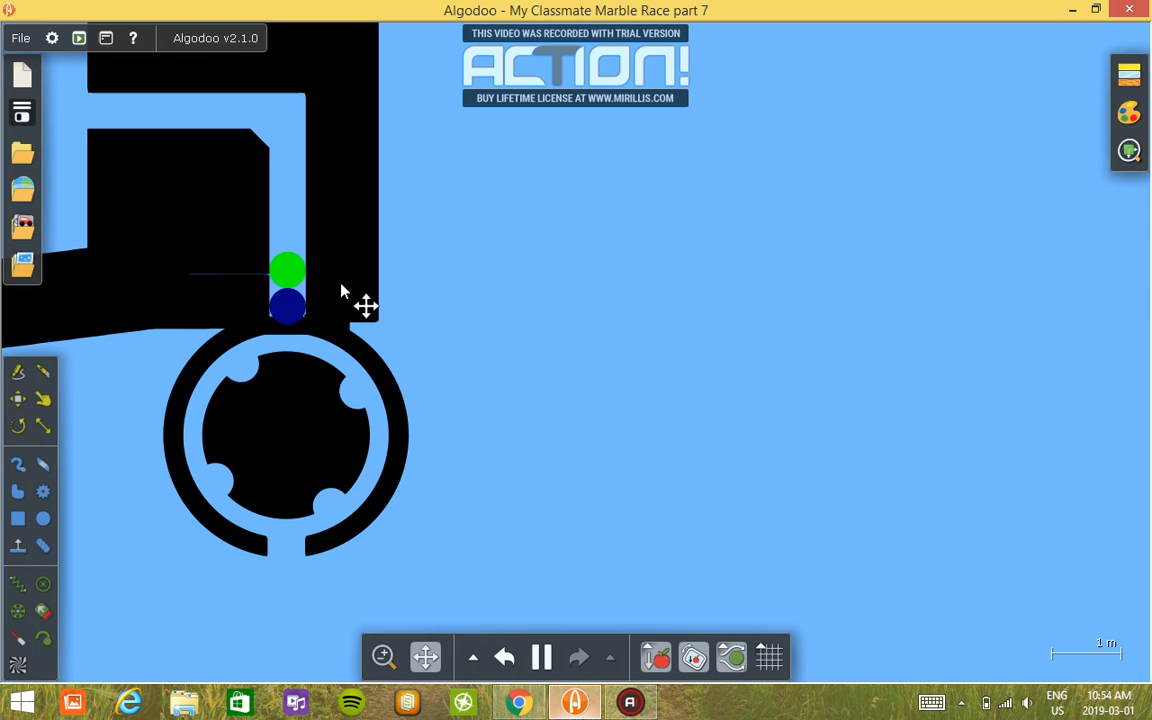 Algodoo - My Classmate Marble Race part 7
File
?
Algodoo v2.1.0
THIS VIDEO WAS RECORDED WITH TRIAL VERSION
ACTION!
BUY LIFETIME LICENSE AT WWW.MIRILLIS.COM
1 m
ENG
US
10:54 AM
2019-03-01